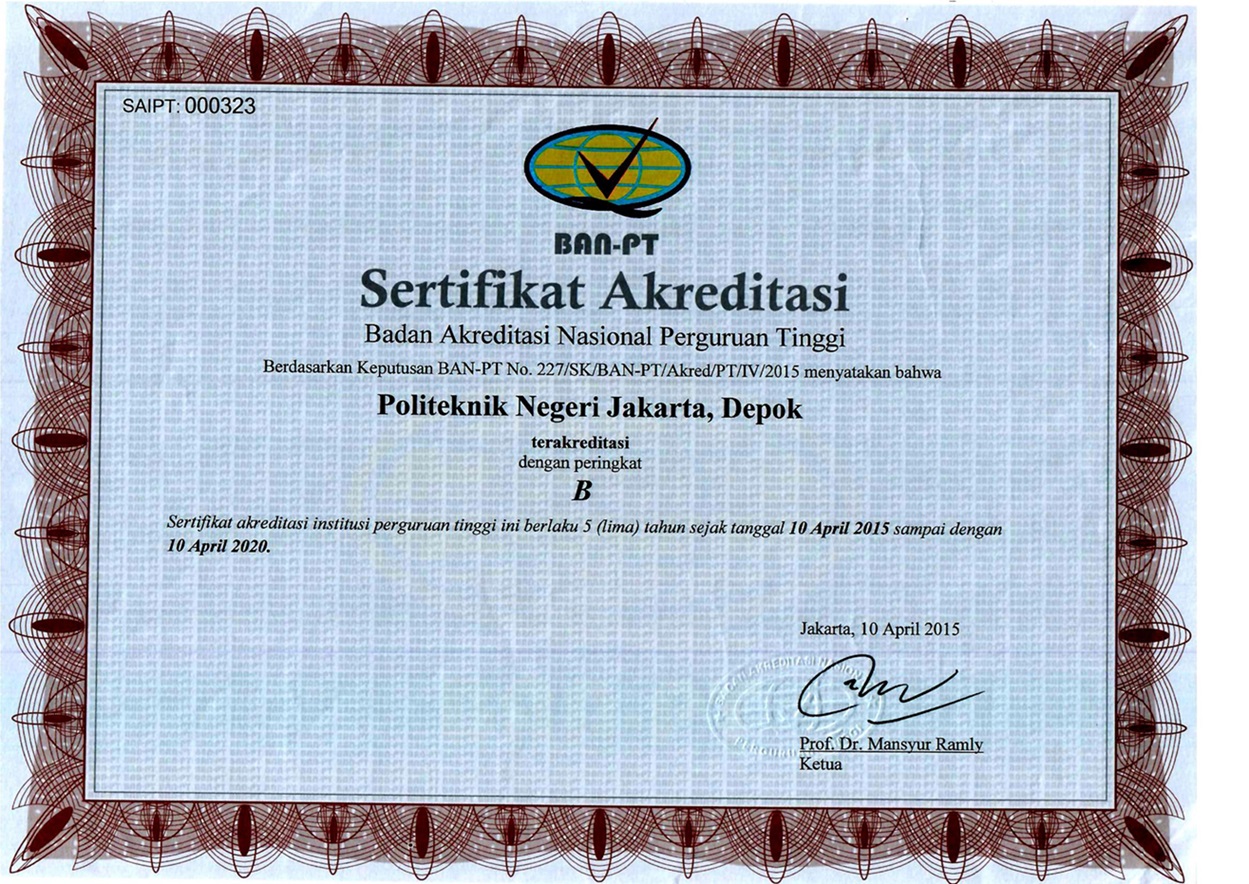 SAIPT: 000323
BAN-PT
Sertifikat Akreditasi
Badan Akreditasi Nasional Perguruan Tinggi
Berdasarkan Keputusan BAN-PT No. 227/SK/BAN-PT/Akred/PT/IV/2015 menyatakan bahwa
Politeknik Negeri Jakarta, Depok
terakreditasi
dengan peringkat
B
Sertifikat akreditasi institusi perguruan tinggi ini berlaku 5 (lima) tahun sejak tanggal 10 April 2015 sampai dengan
10 April 2020.
Jakarta, 10 April 2015
Prof. Dr. Mansyur Ramly
Ketua